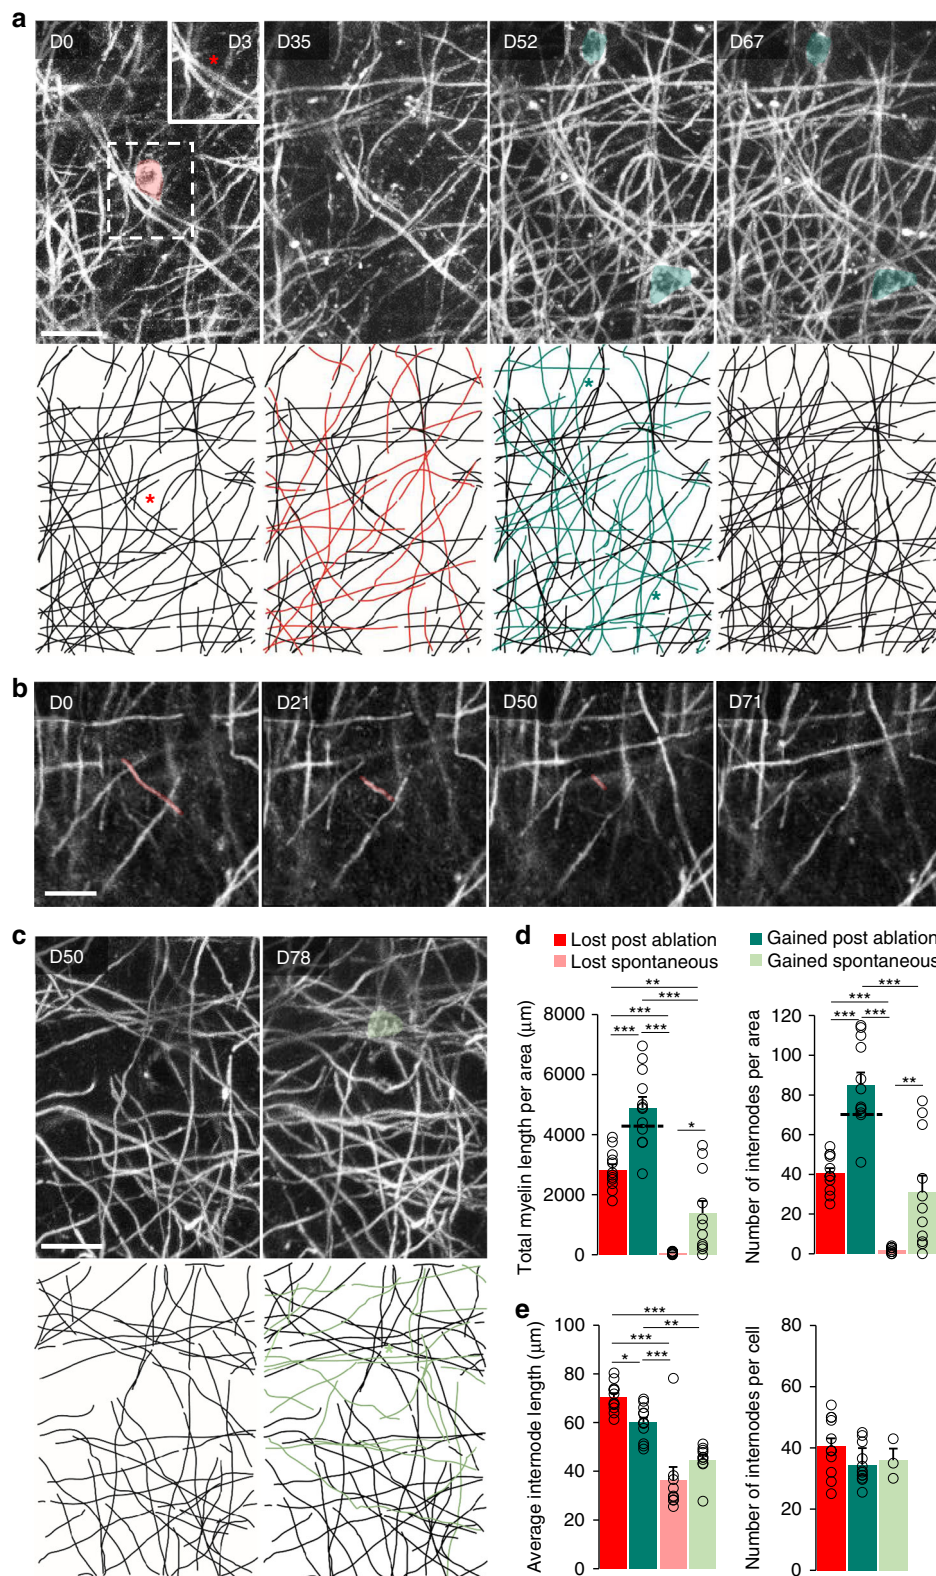 a
D0
D3
*
D35
D52
D67
*
*
*
b
D0
D21
D50
D71
c
D50
D78
*
d
Lost post ablation
Lost spontaneous
Gained post ablation
Gained spontaneous
Total myelin length per area (µm)
8000
6000
4000
2000
0
**
***
***
*** ***
*
Number of internodes per area
120
100
80
60
40
20
0
***
***
*** ***
**
e
Average internode length (µm)
100
80
60
40
20
0
***
**
***
* ***
Number of internodes per cell
80
60
40
20
0